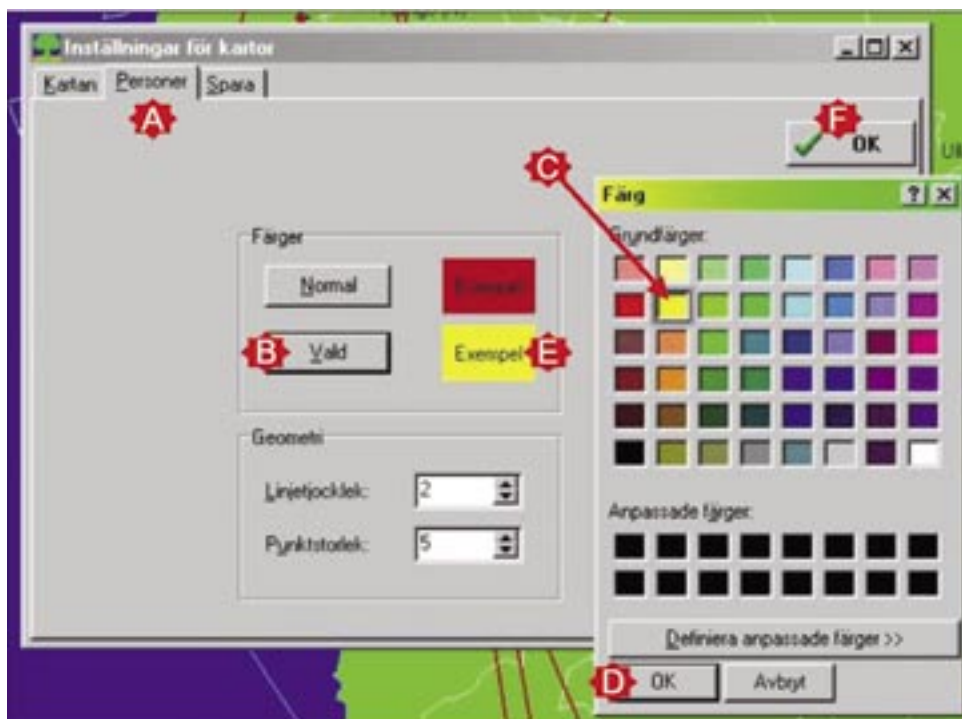 Inställningar för kartor
Kartan Personer Spara
A
F
OK
C
Färg
Grundfärger:
Färger
Normal
Exempel
B
Vald
Exempel
E
Geometri
Linjetjocklek:
2
Punktstorlek:
5
Anpassade färger:
Definiera anpassade färger >>
D
OK
Avbryt